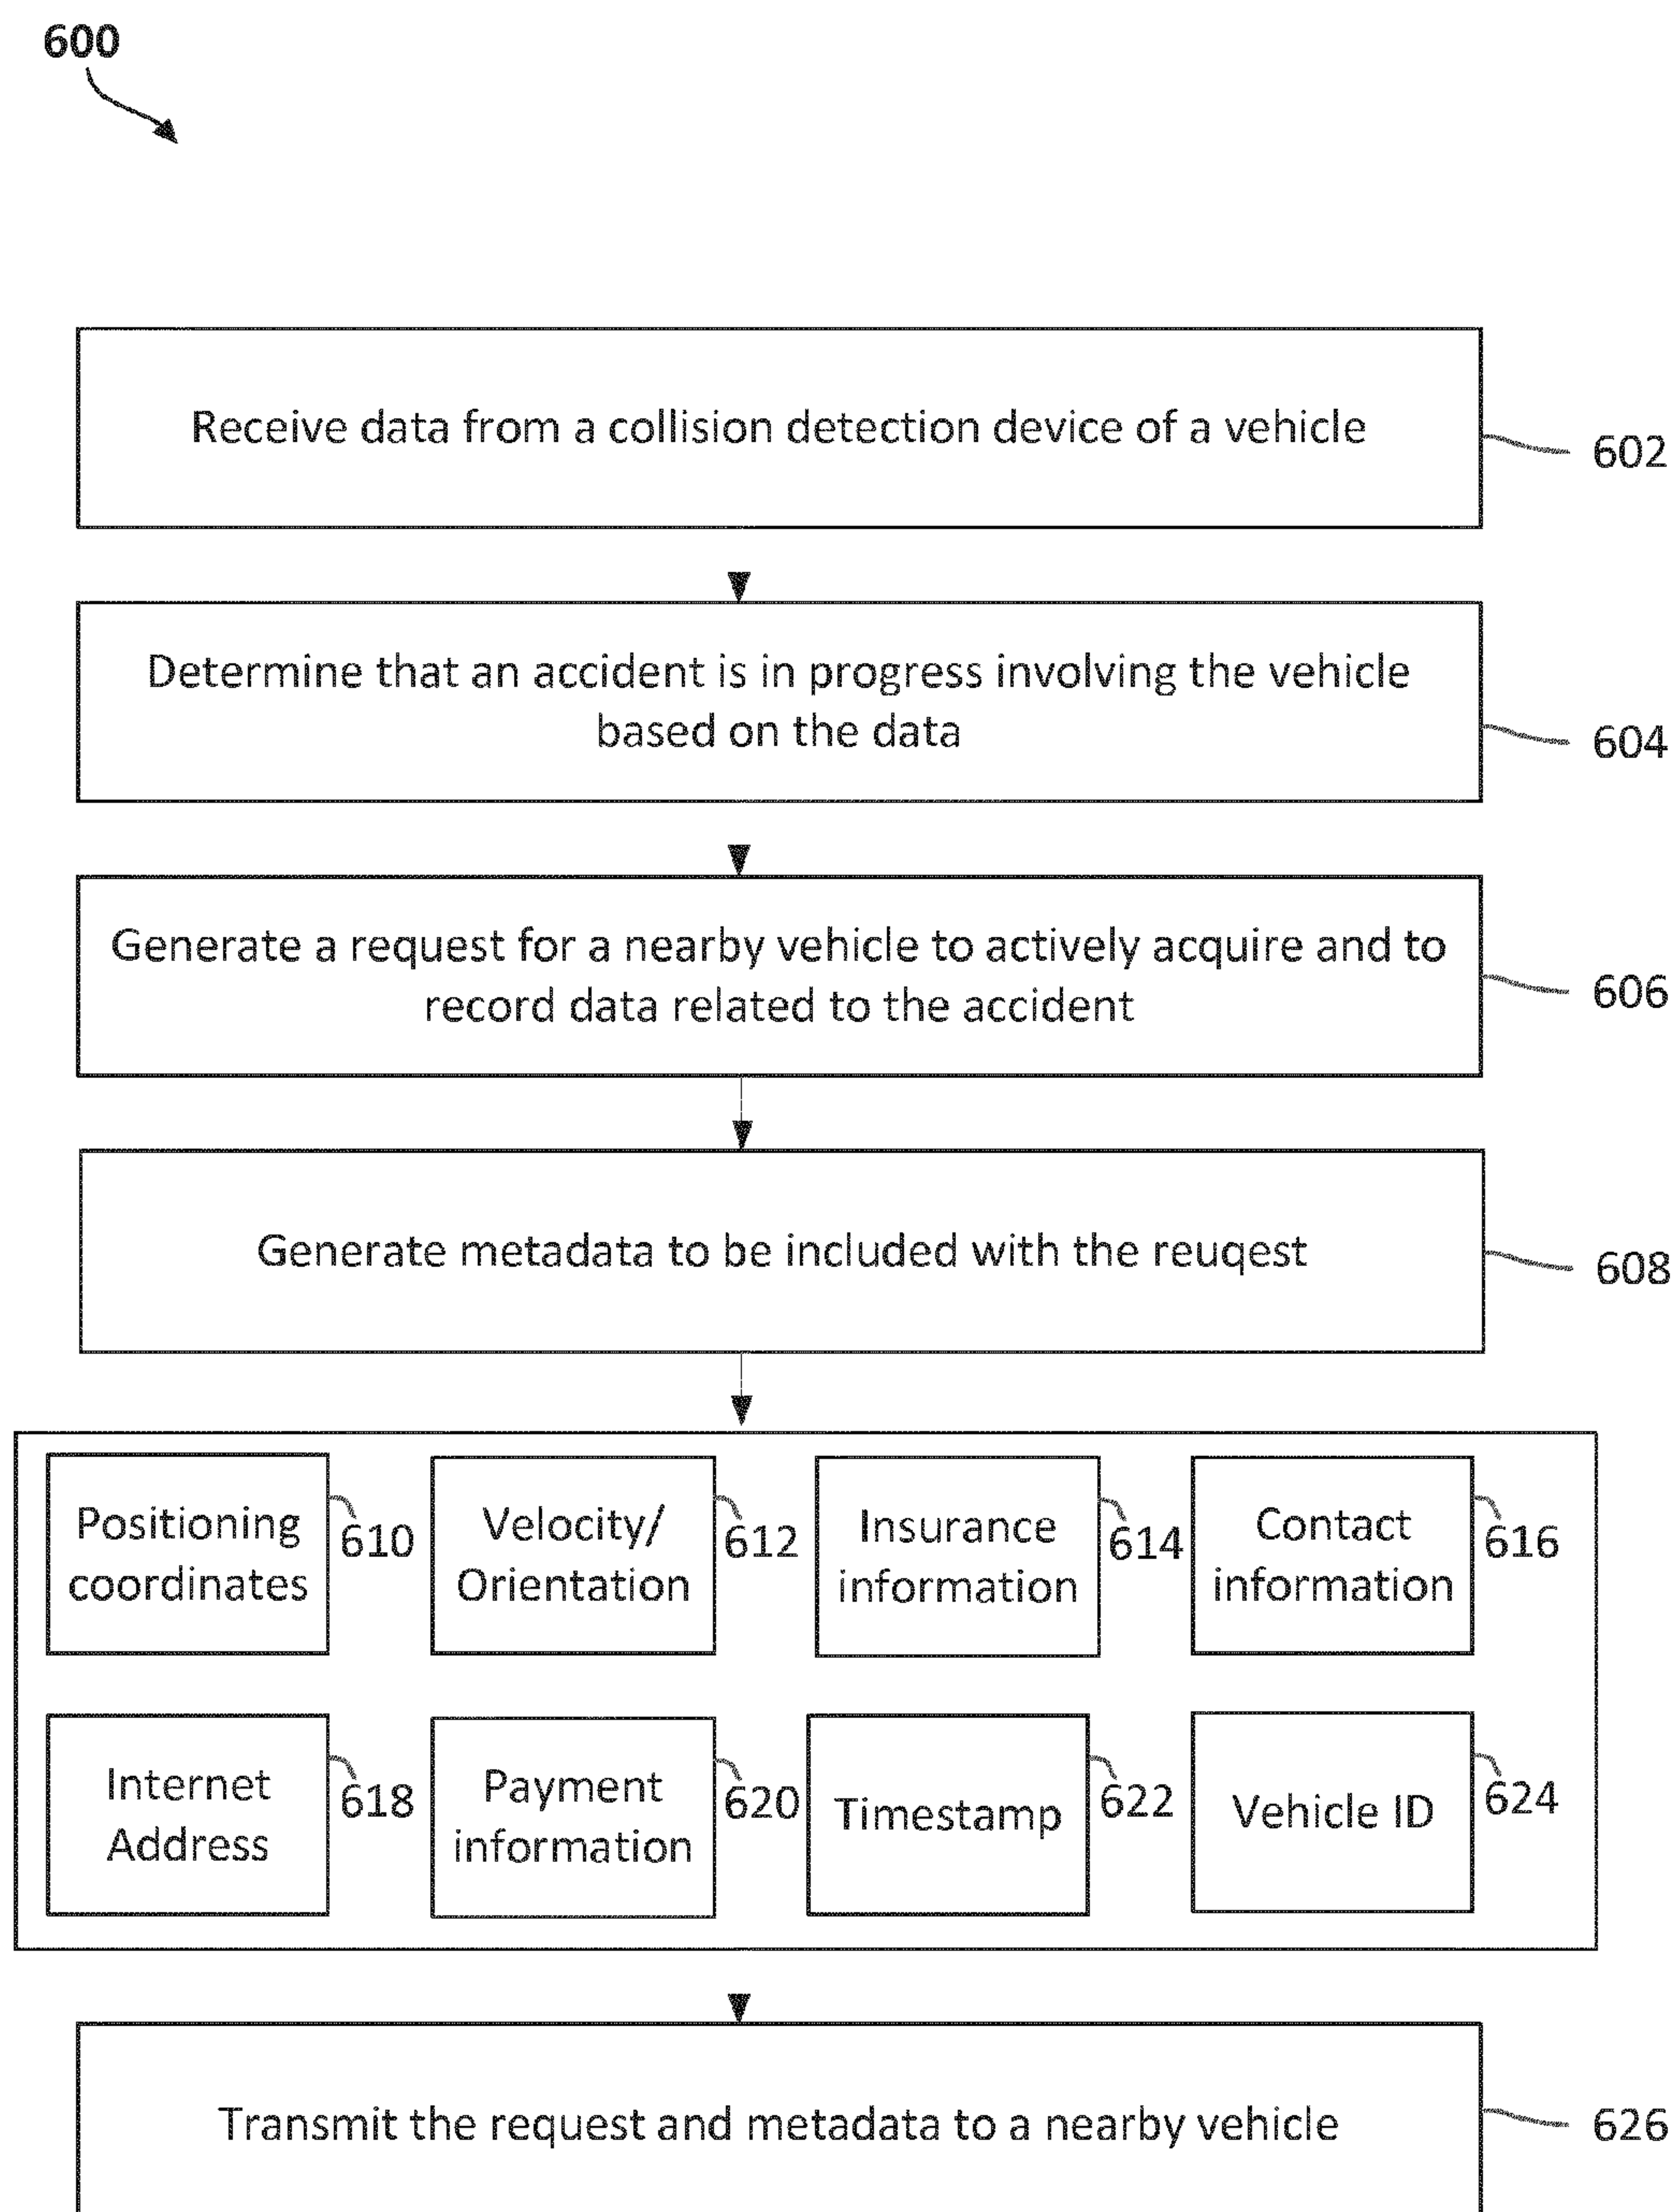 600
Receive data from a collision detection device of a vehicle
602
Determine that an accident is in progress involving the vehicle
based on the data
604
Generate a request for a nearby vehicle to actively acquire and to
record data related to the accident
606
Generate metadata to be included with the reuqest
608
Positioning
coordinates
610
Velocity/
Orientation
612
Insurance
information
614
Contact
information
616
Internet
Address
618
Payment
information
620
Timestamp
622
Vehicle ID
624
Transmit the request and metadata to a nearby vehicle
626